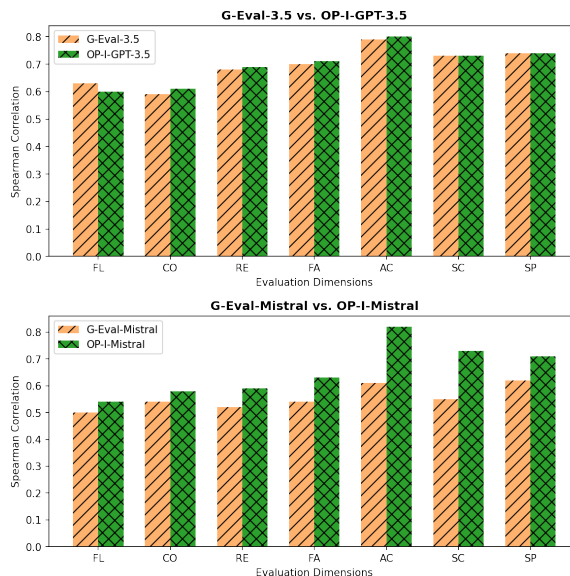 G-Eval-3.5 vs. OP-I-GPT-3.5
G-Eval-3.5
OP-I-GPT-3.5
Spearman Correlation
0.8
0.7
0.6
0.5
0.4
0.3
0.2
0.1
0.0
FL CO RE FA AC SC SP
Evaluation Dimensions
G-Eval-Mistral vs. OP-I-Mistral
G-Eval-Mistral
OP-I-Mistral
Spearman Correlation
0.8
0.7
0.6
0.5
0.4
0.3
0.2
0.1
0.0
FL CO RE FA AC SC SP
Evaluation Dimensions